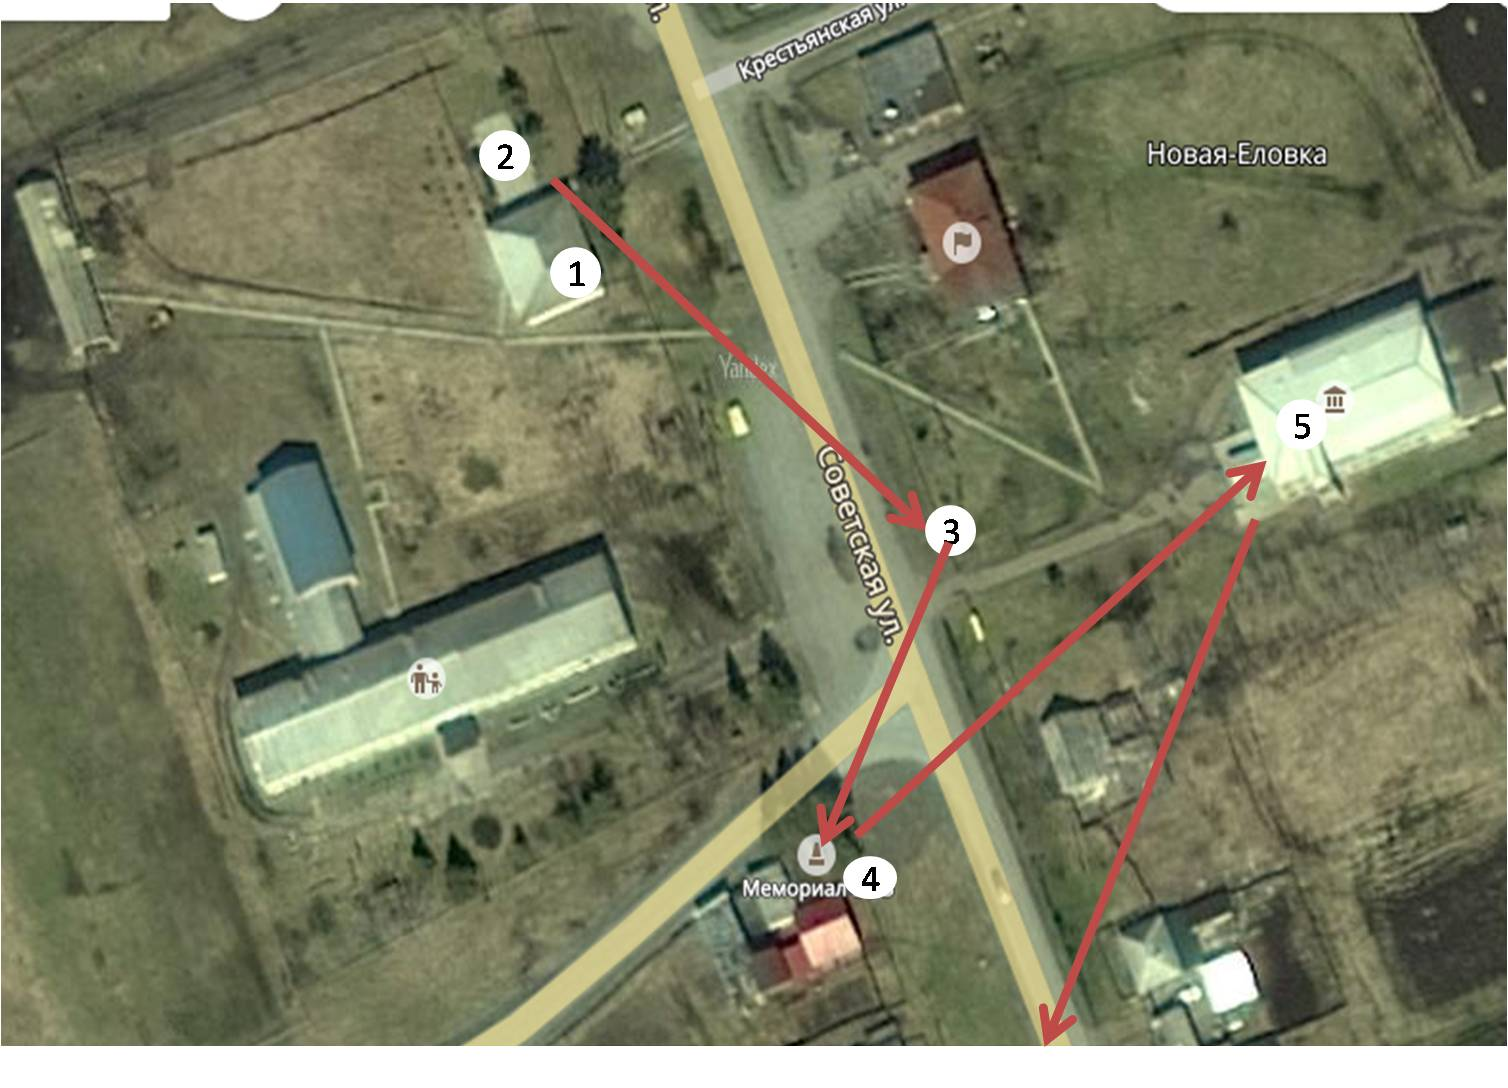 Крестьянская ул.
2
Новая-Еловка
1
Yandex
5
Советская ул.
3
4
Мемориал